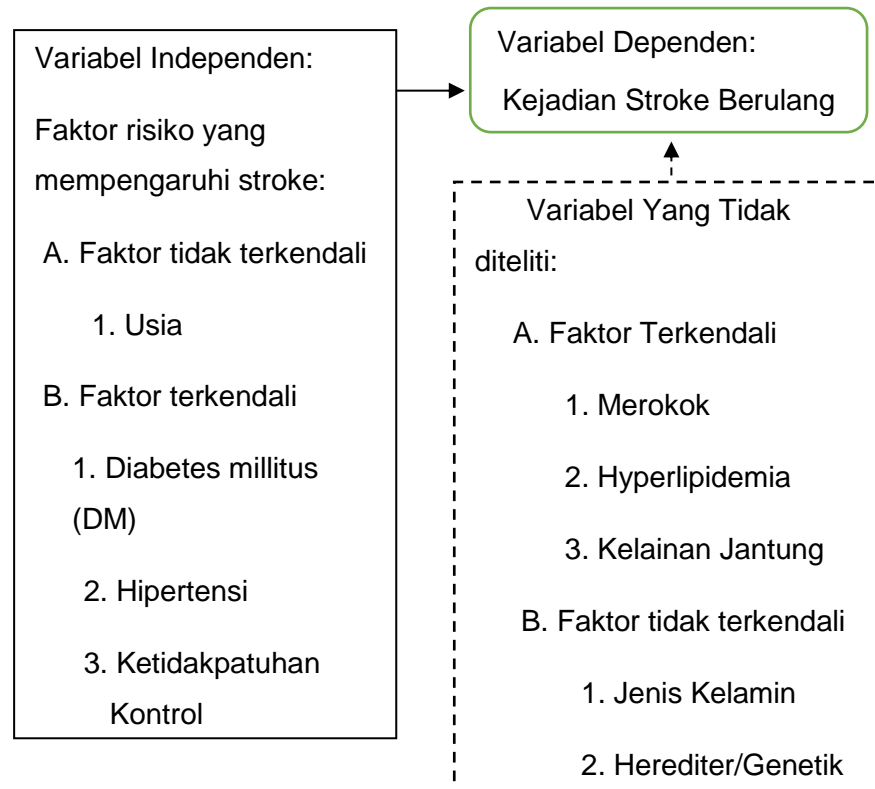 Variabel Independen:
Faktor risiko yang
mempengaruhi stroke:
A. Faktor tidak terkendali
1. Usia
B. Faktor terkendali
1. Diabetes millitus
(DM)
2. Hipertensi
3. Ketidakpatuhan
Kontrol
Variabel Dependen:
Kejadian Stroke Berulang
Variabel Yang Tidak
diteliti:
A. Faktor Terkendali
1. Merokok
2. Hyperlipidemia
3. Kelainan Jantung
B. Faktor tidak terkendali
1. Jenis Kelamin
2. Herediter/Genetik